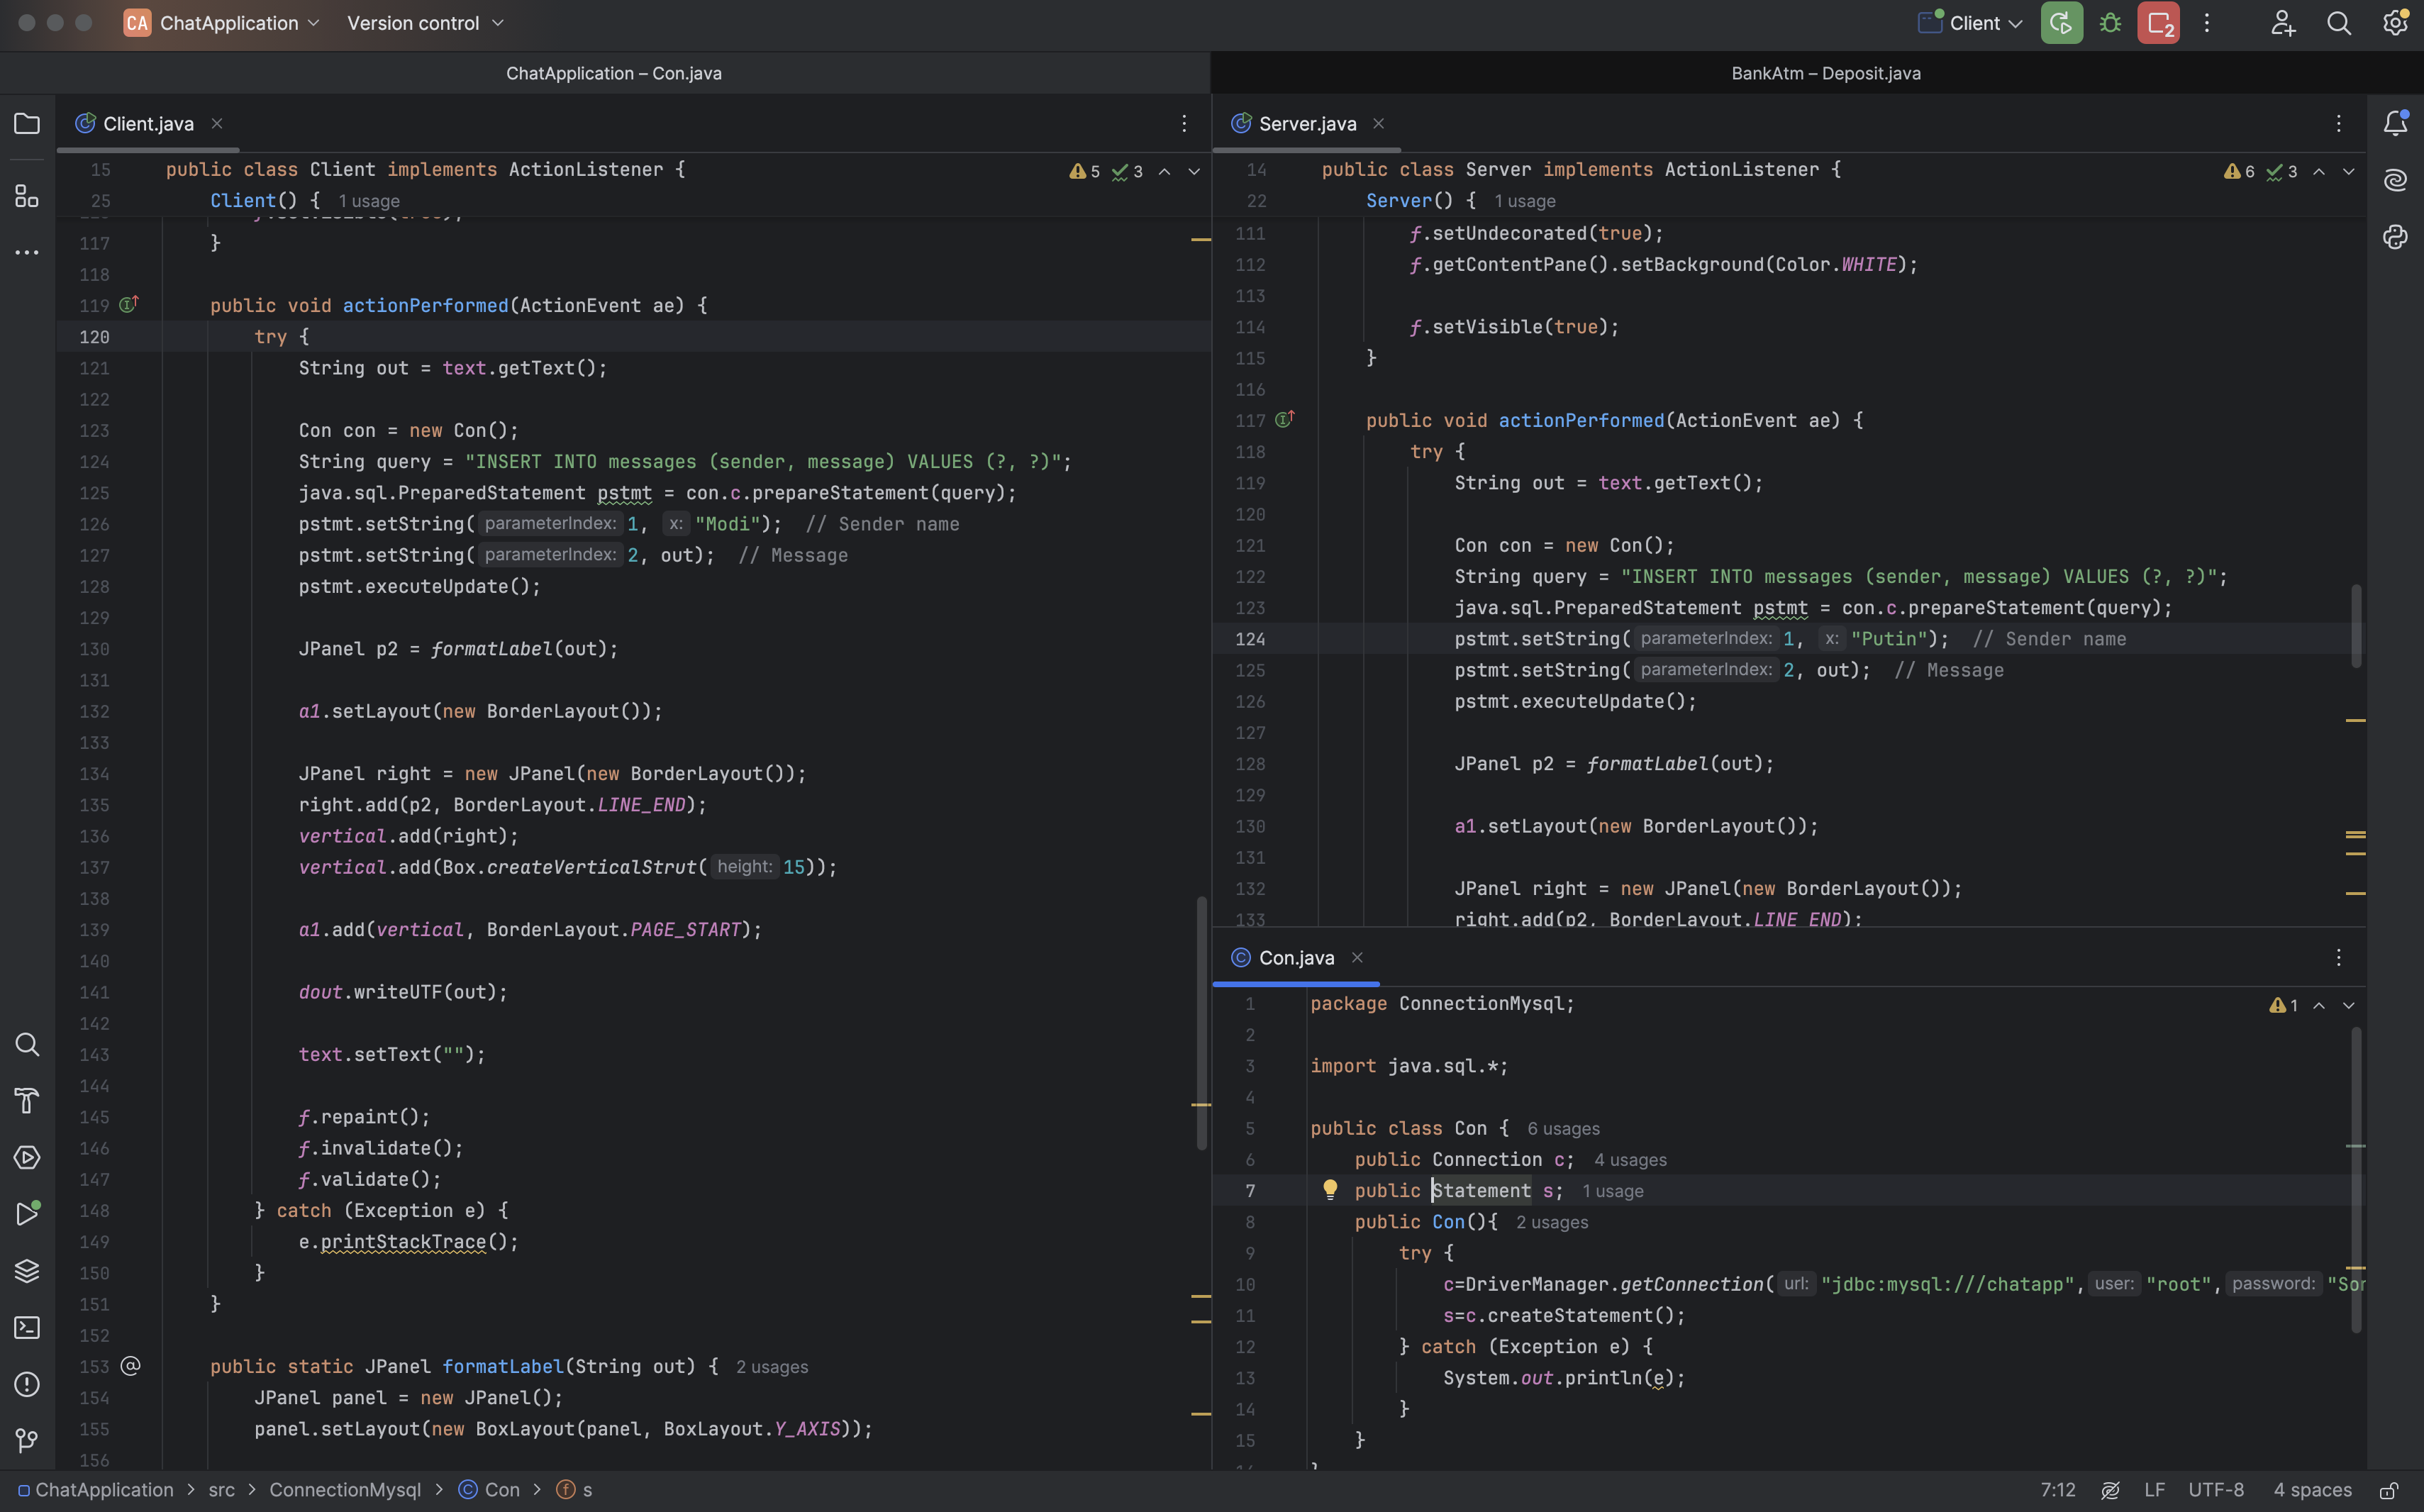 CA ChatApplication Version control Client 2
ChatApplication – Con.java
BankAtm – Deposit.java
Client.java
15 public class Client implements ActionListener { 5 3
25 Client() { 1 usage
117 }
118
119 public void actionPerformed(ActionEvent ae) {
120 try {
121 String out = text.getText();
122
123 Con con = new Con();
124 String query = "INSERT INTO messages (sender, message) VALUES (?, ?)";
125 java.sql.PreparedStatement pstmt = con.c.prepareStatement(query);
126 pstmt.setString( parameterIndex: 1, x: "Modi"); // Sender name
127 pstmt.setString( parameterIndex: 2, out); // Message
128 pstmt.executeUpdate();
129
130 JPanel p2 = formatLabel(out);
131
132 a1.setLayout(new BorderLayout());
133
134 JPanel right = new JPanel(new BorderLayout());
135 right.add(p2, BorderLayout.LINE_END);
136 vertical.add(right);
137 vertical.add(Box.createVerticalStrut( height: 15));
138
139 a1.add(vertical, BorderLayout.PAGE_START);
140
141 dout.writeUTF(out);
142
143 text.setText("");
144
145 f.repaint();
146 f.invalidate();
147 f.validate();
148 } catch (Exception e) {
149 e.printStackTrace();
150 }
151 }
152
153 @ public static JPanel formatLabel(String out) { 2 usages
154 JPanel panel = new JPanel();
155 panel.setLayout(new BoxLayout(panel, BoxLayout.Y_AXIS));
156
Server.java
14 public class Server implements ActionListener { 6 3
22 Server() { 1 usage
111 f.setUndecorated(true);
112 f.getContentPane().setBackground(Color.WHITE);
113
114 f.setVisible(true);
115 }
116
117 public void actionPerformed(ActionEvent ae) {
118 try {
119 String out = text.getText();
120
121 Con con = new Con();
122 String query = "INSERT INTO messages (sender, message) VALUES (?, ?)";
123 java.sql.PreparedStatement pstmt = con.c.prepareStatement(query);
124 pstmt.setString( parameterIndex: 1, x: "Putin"); // Sender name
125 pstmt.setString( parameterIndex: 2, out); // Message
126 pstmt.executeUpdate();
127
128 JPanel p2 = formatLabel(out);
129
130 a1.setLayout(new BorderLayout());
131
132 JPanel right = new JPanel(new BorderLayout());
133 right.add(p2, BorderLayout.LINE_END);
Con.java
1 package ConnectionMysql; 1
2
3 import java.sql.*;
4
5 public class Con { 6 usages
6 public Connection c; 4 usages
7 public Statement s; 1 usage
8 public Con(){ 2 usages
9 try {
10 c=DriverManager.getConnection( url: "jdbc:mysql:///chatapp", user: "root", password: "Sor
11 s=c.createStatement();
12 } catch (Exception e) {
13 System.out.println(e);
14 }
15 }
ChatApplication > src > ConnectionMysql > Con > s
7:12 LF UTF-8 4 spaces